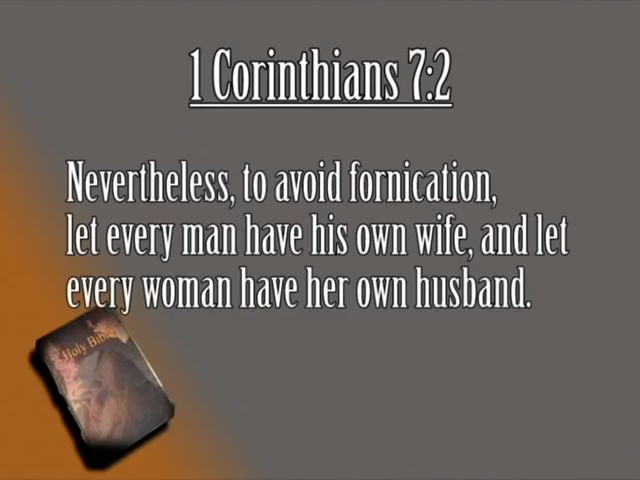 1 Corinthians 7:2
Nevertheless, to avoid fornication,
let every man have his own wife, and let
every woman have her own husband.
Holy Bible